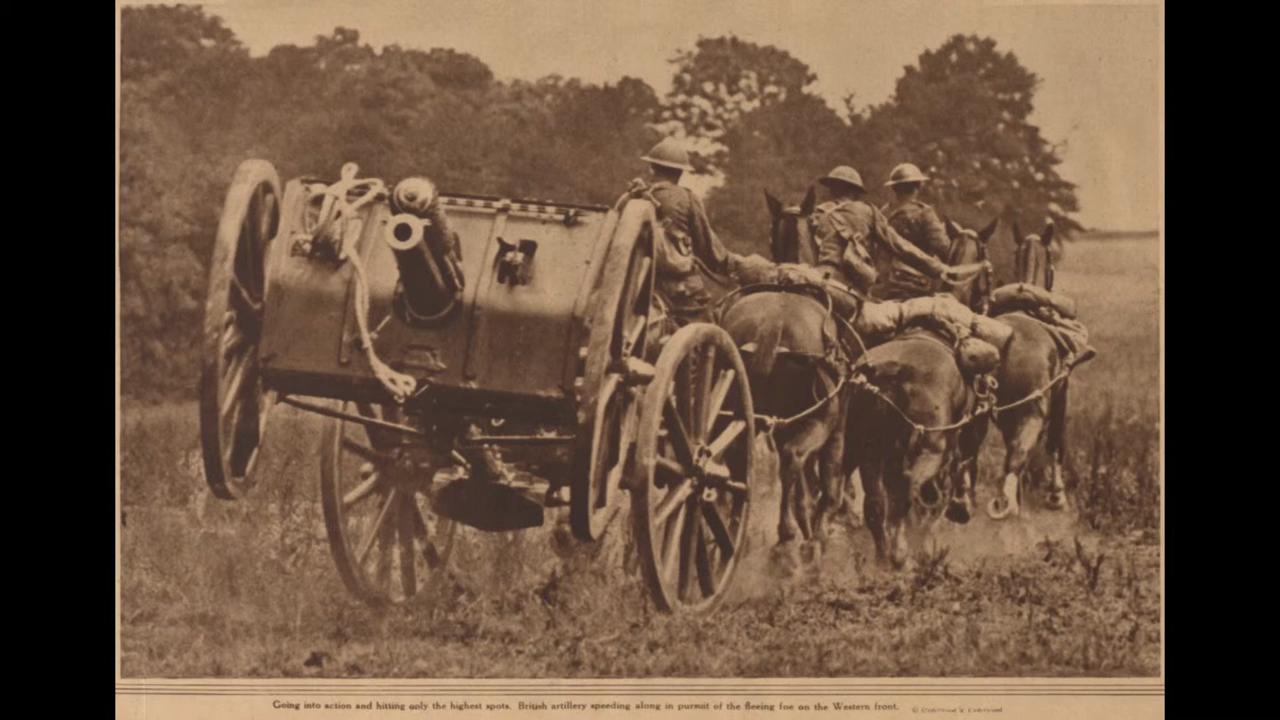 Going into action and hitting only the highest spots. British artillery speeding along in pursuit of the fleeing foe on the Western front.